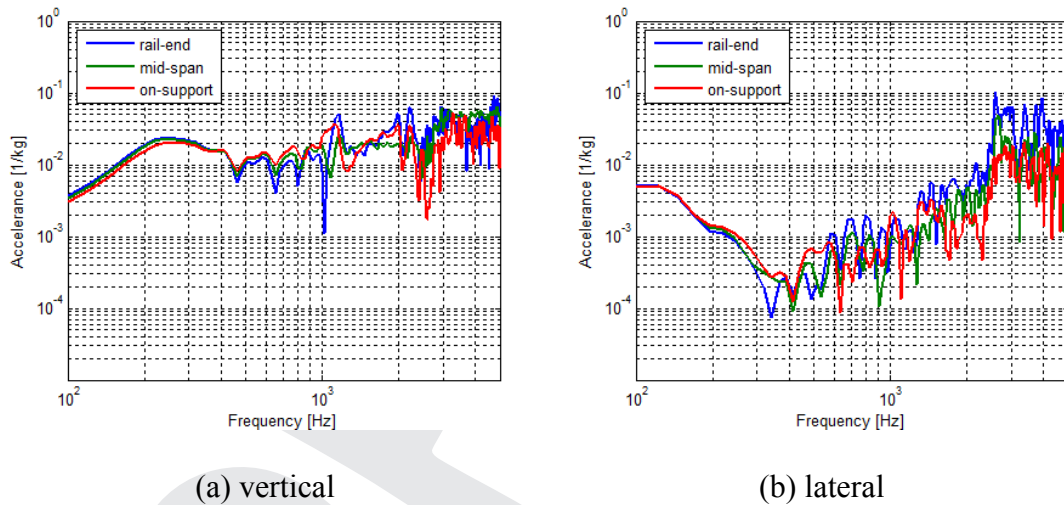 10^0
10^-1
10^-2
10^-3
10^-4
Accelerance [1/kg]
rail-end
mid-span
on-support
10^2
10^3
Frequency [Hz]
(a) vertical
10^0
10^-1
10^-2
10^-3
10^-4
Accelerance [1/kg]
rail-end
mid-span
on-support
10^2
10^3
Frequency [Hz]
(b) lateral